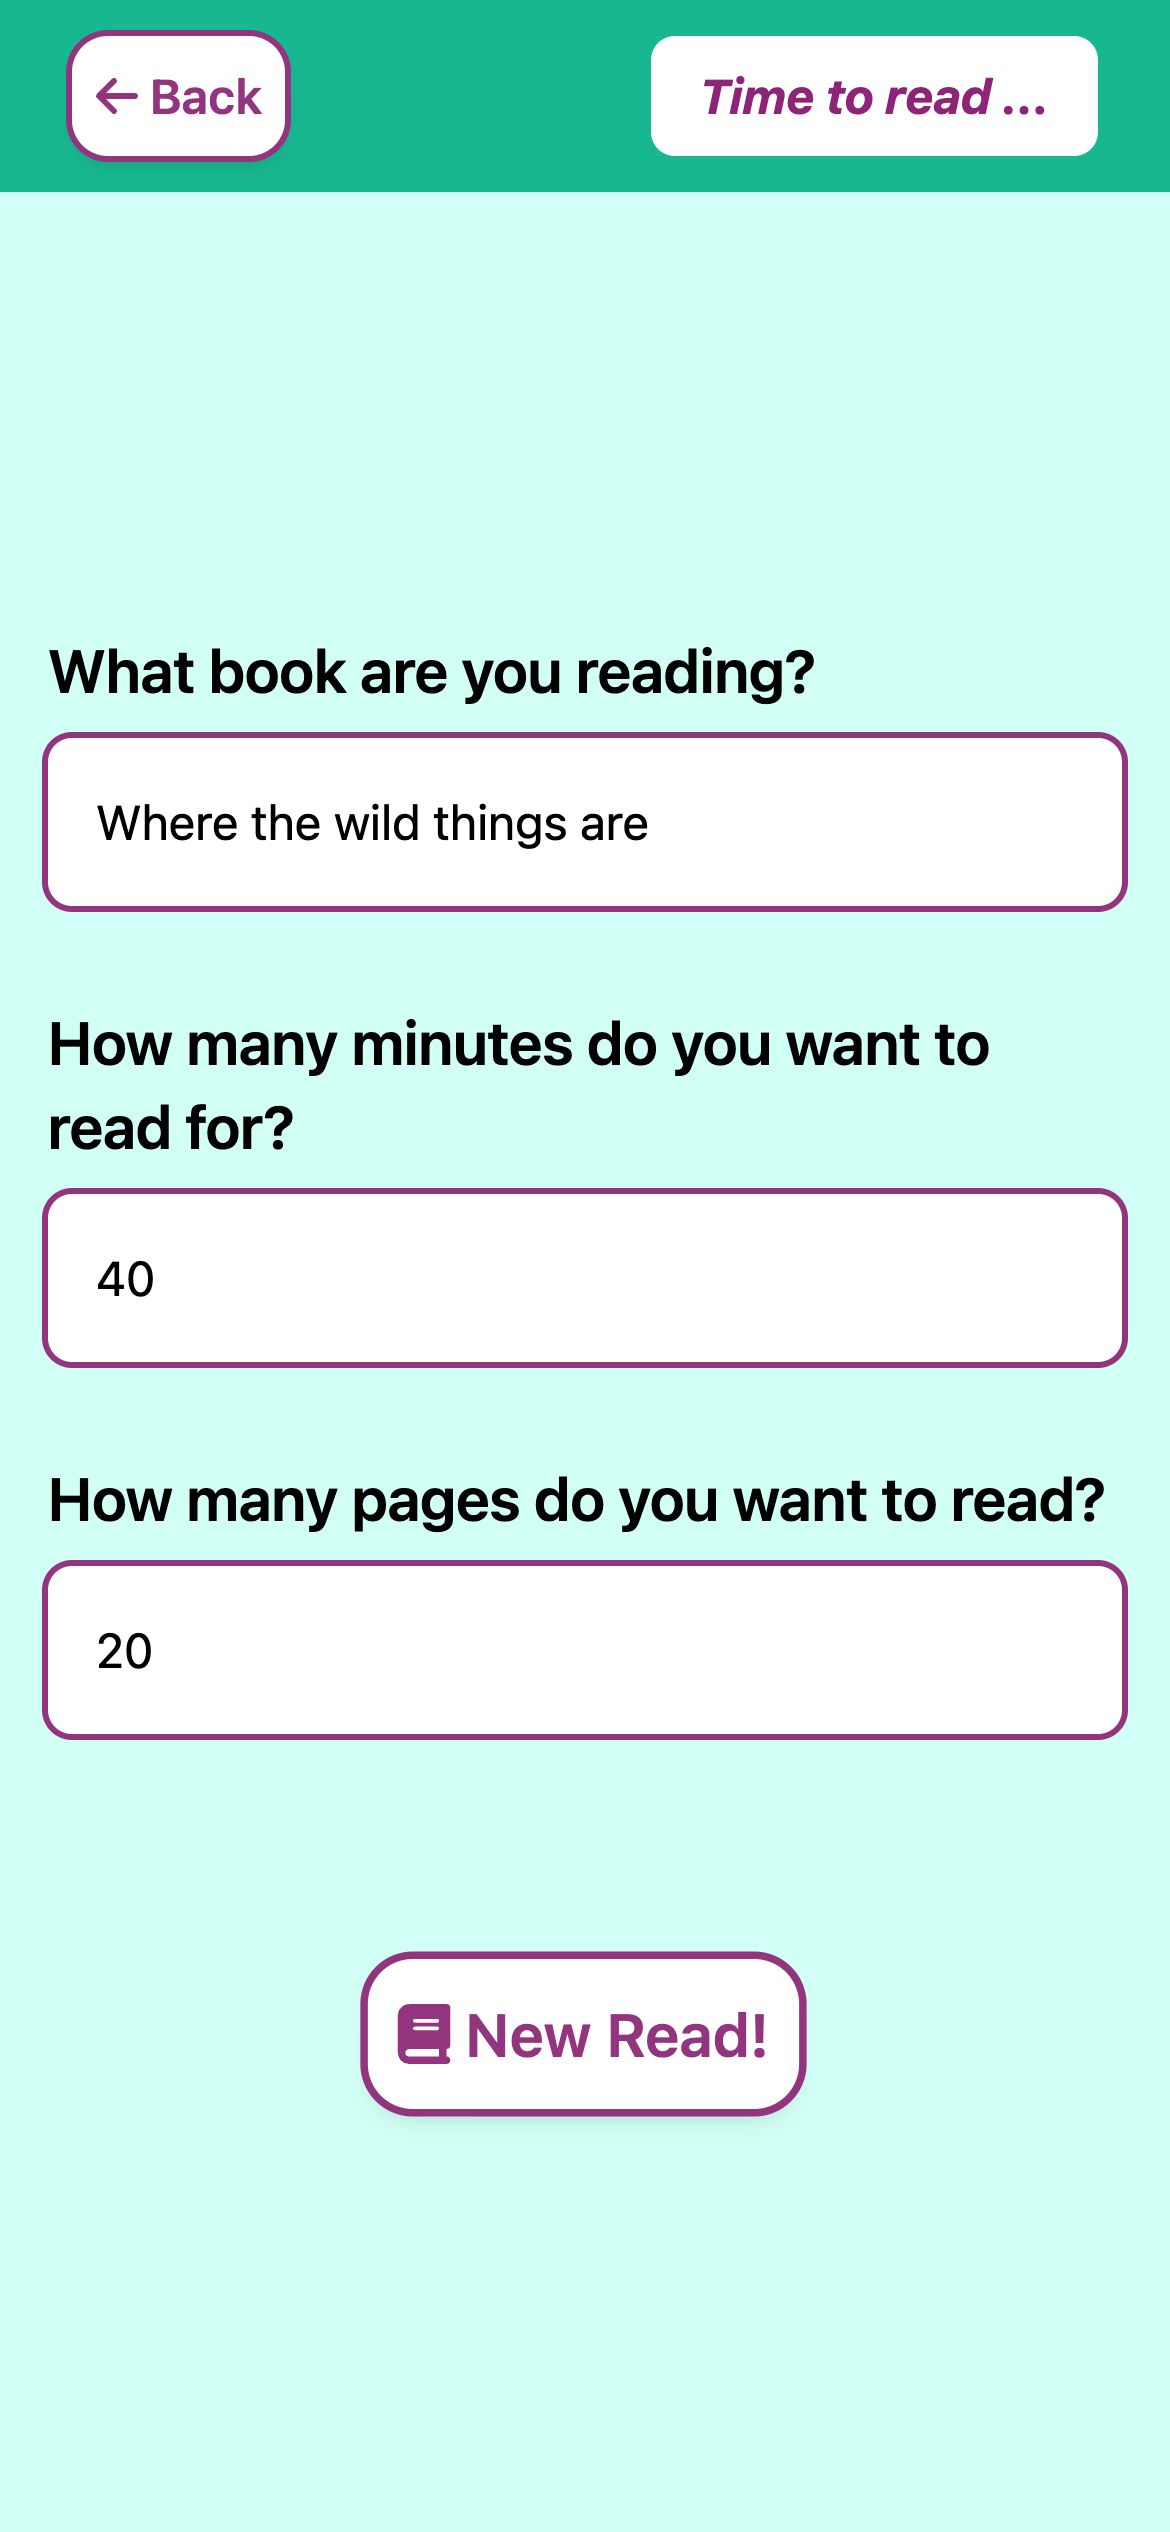 Back
Time to read ...
What book are you reading?
Where the wild things are
How many minutes do you want to
read for?
40
How many pages do you want to read?
20
New Read!